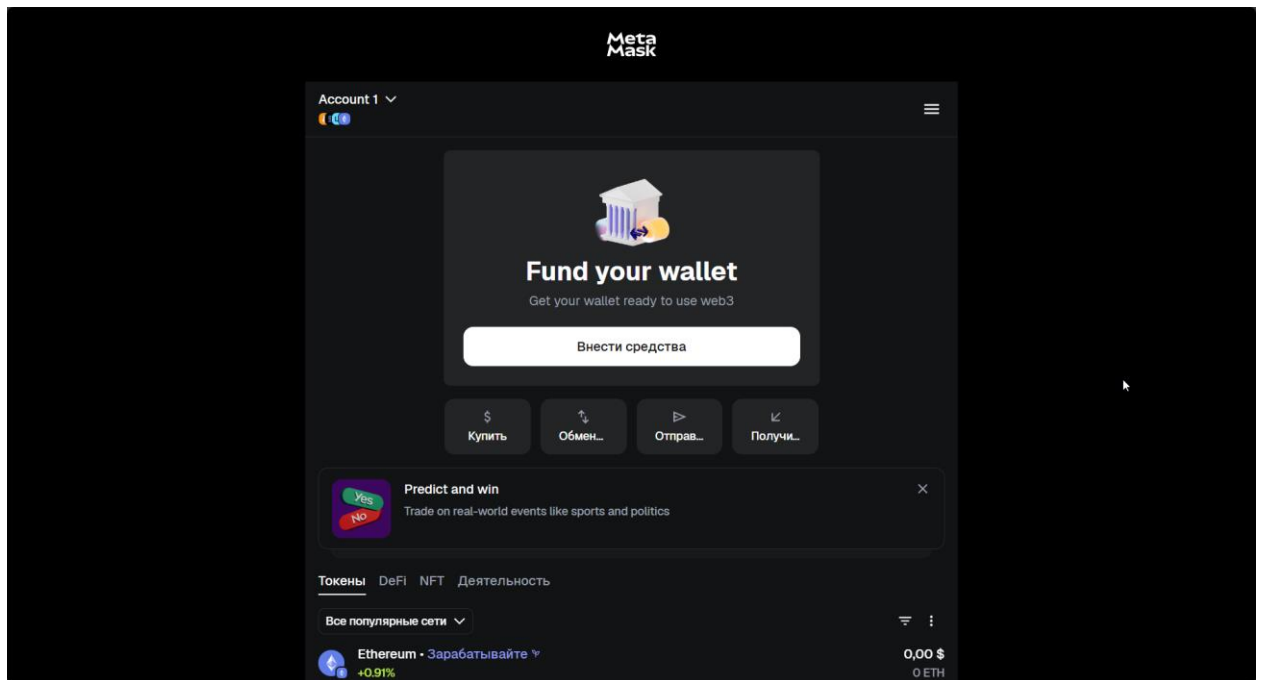 Meta
Mask
Account 1
Fund your wallet
Get your wallet ready to use web3
Внести средства
$
Купить
Обмен...
Отправ...
Получи...
Predict and win
Trade on real-world events like sports and politics
Yes
No
Токены DeFi NFT Деятельность
Все популярные сети
Ethereum • Зарабатывайте
0,00 $
+0.91%
0 ETH